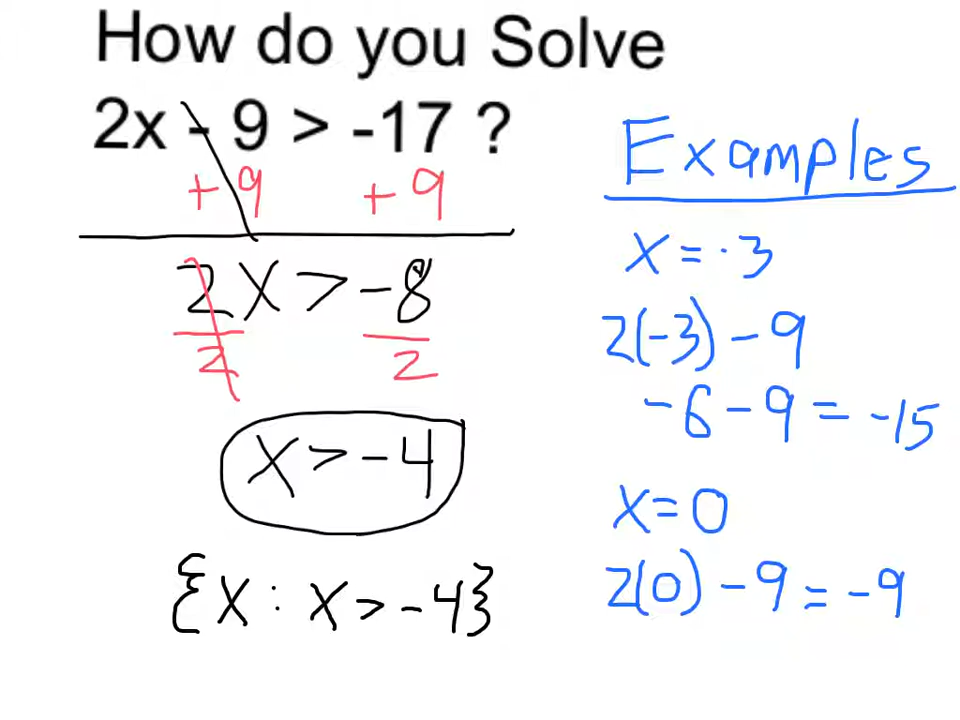 How do you Solve
2x - 9 > -17 ?
+9 +9
2x > -8
2 2
x > -4
{x : x > -4}
Examples
x = -3
2(-3) - 9
-6 - 9 = -15
x = 0
2(0) - 9 = -9